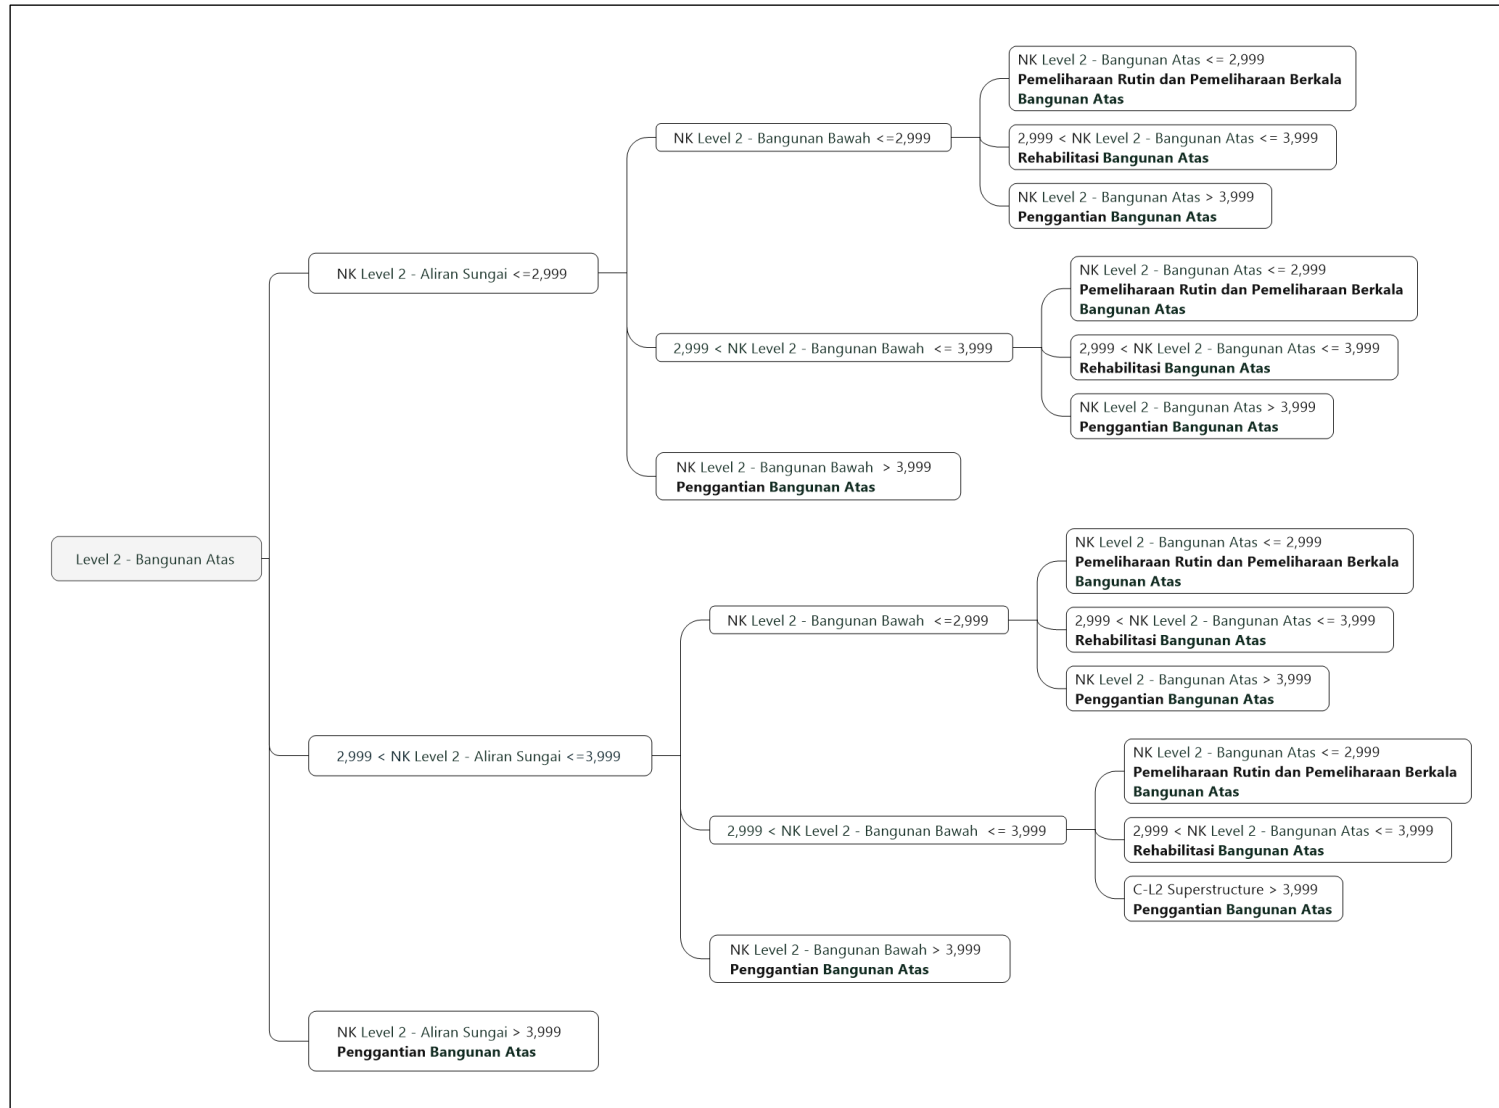 Level 2 - Bangunan Atas
NK Level 2 - Aliran Sungai <=2,999
NK Level 2 - Bangunan Bawah <=2,999
NK Level 2 - Bangunan Atas <= 2,999
Pemeliharaan Rutin dan Pemeliharaan Berkala
Bangunan Atas
2,999 < NK Level 2 - Bangunan Atas <= 3,999
Rehabilitasi Bangunan Atas
NK Level 2 - Bangunan Atas > 3,999
Penggantian Bangunan Atas
2,999 < NK Level 2 - Bangunan Bawah <= 3,999
NK Level 2 - Bangunan Atas <= 2,999
Pemeliharaan Rutin dan Pemeliharaan Berkala
Bangunan Atas
2,999 < NK Level 2 - Bangunan Atas <= 3,999
Rehabilitasi Bangunan Atas
NK Level 2 - Bangunan Atas > 3,999
Penggantian Bangunan Atas
NK Level 2 - Bangunan Bawah > 3,999
Penggantian Bangunan Atas
2,999 < NK Level 2 - Aliran Sungai <=3,999
NK Level 2 - Bangunan Bawah <=2,999
NK Level 2 - Bangunan Atas <= 2,999
Pemeliharaan Rutin dan Pemeliharaan Berkala
Bangunan Atas
2,999 < NK Level 2 - Bangunan Atas <= 3,999
Rehabilitasi Bangunan Atas
NK Level 2 - Bangunan Atas > 3,999
Penggantian Bangunan Atas
2,999 < NK Level 2 - Bangunan Bawah <= 3,999
NK Level 2 - Bangunan Atas <= 2,999
Pemeliharaan Rutin dan Pemeliharaan Berkala
Bangunan Atas
2,999 < NK Level 2 - Bangunan Atas <= 3,999
Rehabilitasi Bangunan Atas
C-L2 Superstructure > 3,999
Penggantian Bangunan Atas
NK Level 2 - Bangunan Bawah > 3,999
Penggantian Bangunan Atas
NK Level 2 - Aliran Sungai > 3,999
Penggantian Bangunan Atas